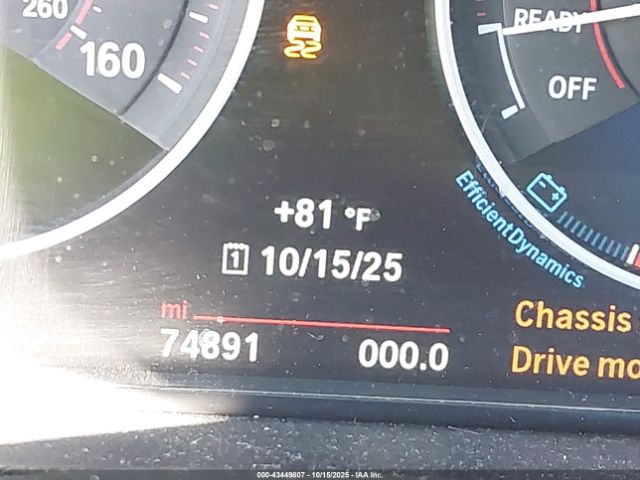 260
160
READY
OFF
+81 °F
1 10/15/25
EfficientDynamics
mi
74891 000.0
Chassis
Drive mo
000-43449807 - 10/15/2025 - IAA Inc.